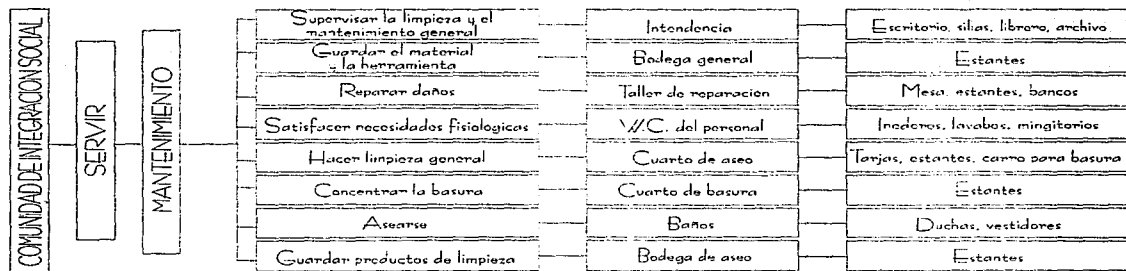 COMUNIDAD DE INTEGRACION SOCIAL
SERVIR
MANTENIMIENTO
Supervisar la limpieza y el
mantenimiento general
Intendencia
Escritorio, sillas, librero, archivo
Guardar el material
y la herramienta
Bodega general
Estantes
Reparar daños
Taller de reparacion
Mesa, estantes, bancos
Satisfacer necesidades fisiologicas
W.C. del personal
Inodoros, lavabos, mingitorios
Hacer limpieza general
Cuarto de aseo
Tarjas, estantes, carro para basura
Concentrar la basura
Cuarto de basura
Estantes
Asearse
Baños
Duchas, vestidores
Guardar productos de limpieza
Bodega de aseo
Estantes